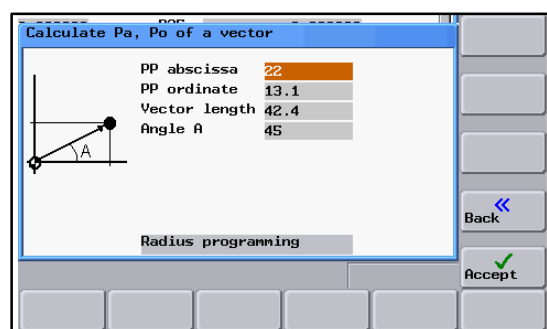 Calculate Pa, Po of a vector
PP abscissa 22
PP ordinate 13.1
Vector length 42.4
Angle A 45
A
Radius programming
Back
Accept